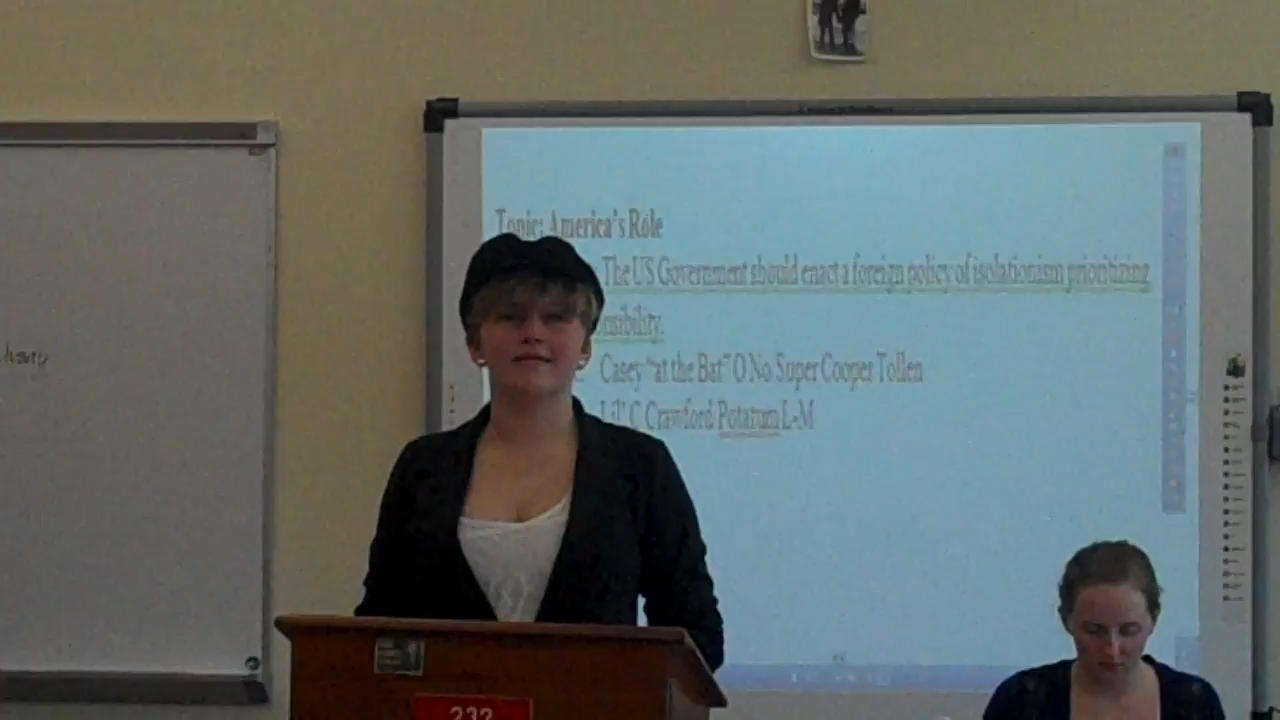 Topic: America's Role
The US Government should enact a foreign policy of isolationism prioritizing
Casey "at the Bat" O No Super Cooper Tollen
Lil' C Crawford Potatum L-M
232